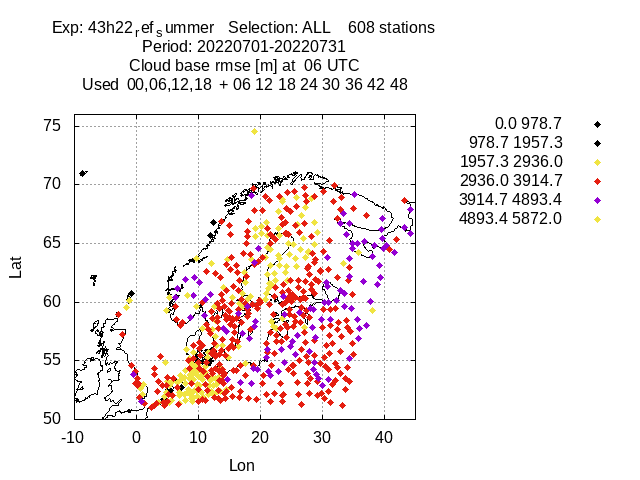 Exp: 43h22ref summer Selection: ALL 608 stations
Period: 20220701-20220731
Cloud base rmse [m] at 06 UTC
Used 00,06,12,18 + 06 12 18 24 30 36 42 48
0.0 978.7
978.7 1957.3
1957.3 2936.0
2936.0 3914.7
3914.7 4893.4
4893.4 5872.0
75
70
65
60
55
50
Lat
-10 0 10 20 30 40
Lon